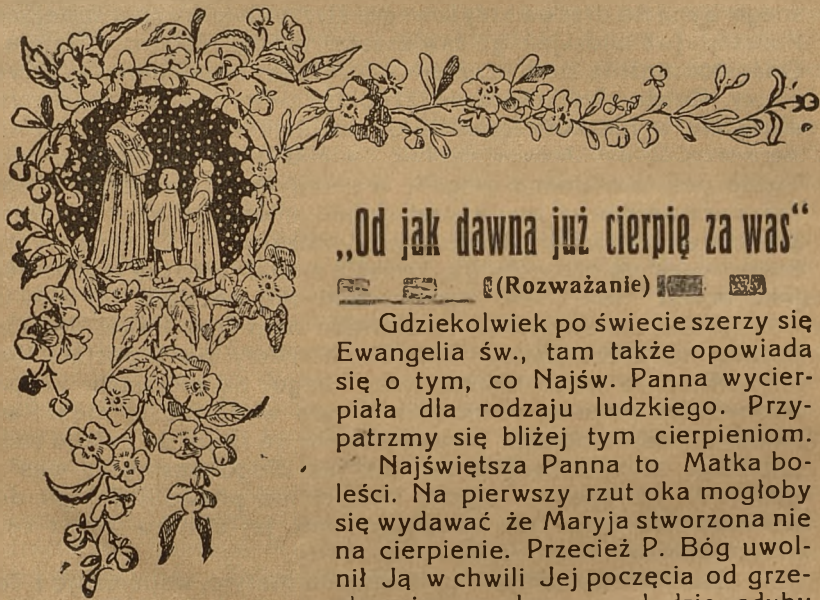 „Od jak dawna już cierpię za was“
(Rozważanie)
Gdziekolwiek po świecie szerzy się
Ewangelia św., tam także opowiada
się o tym, co Najśw. Panna wycier-
piała dla rodzaju ludzkiego. Przy-
patrzmy się bliżej tym cierpieniom.
Najświętsza Panna to Matka bo-
leści. Na pierwszy rzut oka mogłoby
się wydawać że Maryja stworzona nie
na cierpienie. Przecież P. Bóg uwol-
nił Ją w chwili Jej poczęcia od grze-